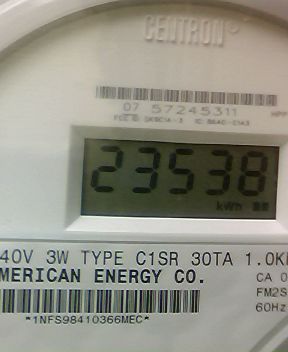 CENTRON®
07 57245311
23538
kWh
40V 3W TYPE C1SR 30TA 1.0K
MERICAN ENERGY CO.
CA 0
FM2S
60Hz
*1NFS98410366MEC*